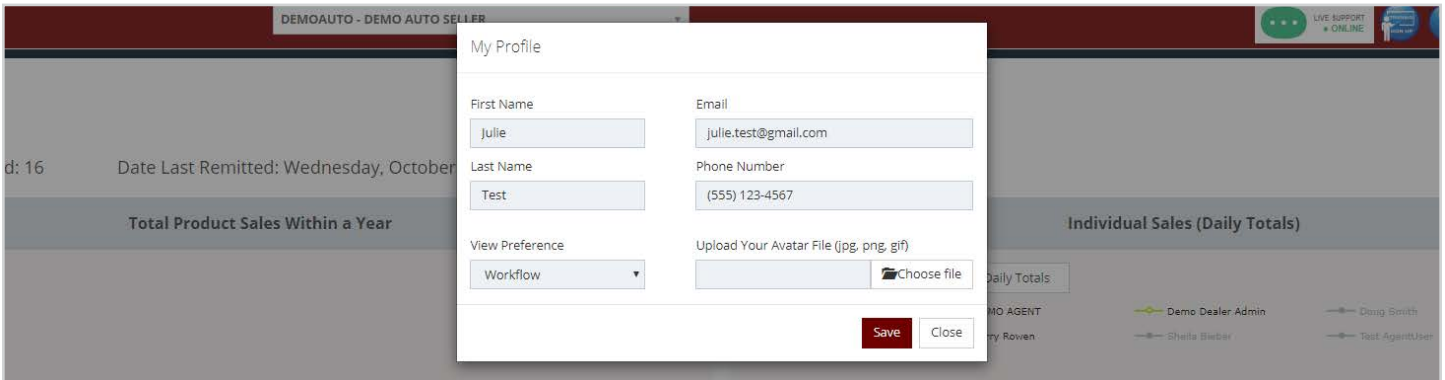 DEMOAUTO - DEMO AUTO SELLER
LIVE SUPPORT
ONLINE
SIGN UP
My Profile
First Name
Email
Julie
julie.test@gmail.com
d: 16
Date Last Remitted: Wednesday, October
Last Name
Phone Number
Test
(555) 123-4567
Total Product Sales Within a Year
Individual Sales (Daily Totals)
View Preference
Upload Your Avatar File (jpg, png, gif)
Workflow
Choose file
Daily Totals
MO AGENT
Demo Dealer Admin
Doug Smith
Save
Close
rry Rowen
Sheila Bieber
Test AgentUser